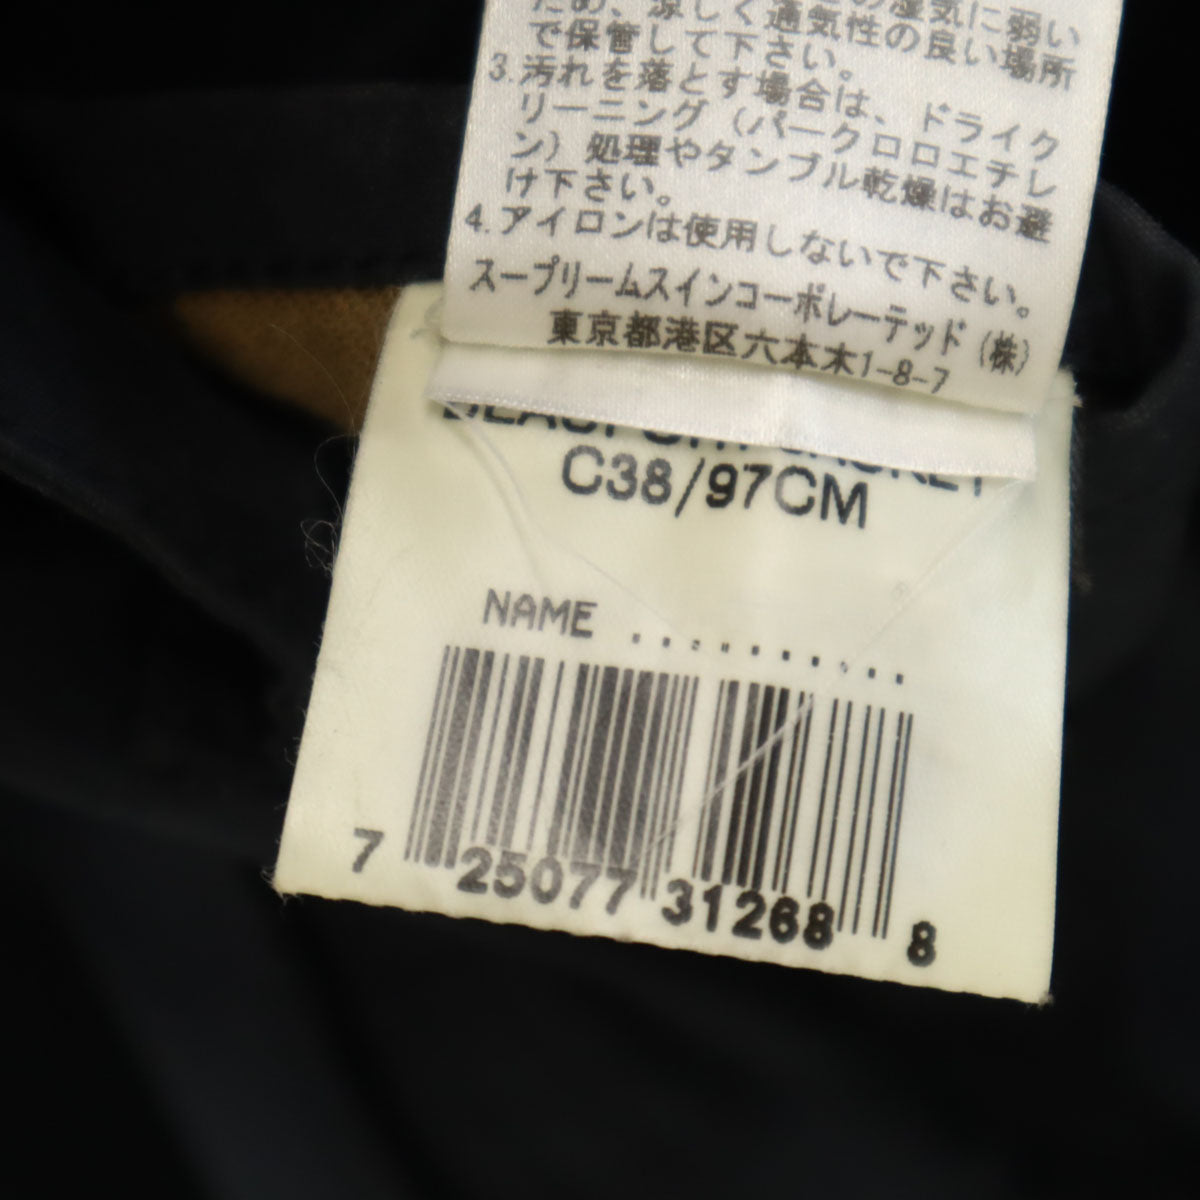 湿気に弱い
ため、涼しく通気性の良い場所
で保管して下さい。
3. 汚れを落とす場合は、ドライク
リーニング（パークロロエチレ
ン）処理やタンブル乾燥はお避
け下さい。
4. アイロンは使用しないで下さい。
スープリームスインコーポレーテッド（株）
東京都港区六本木1-8-7
C38/97CM
NAME ..........
7 25077 31268 8